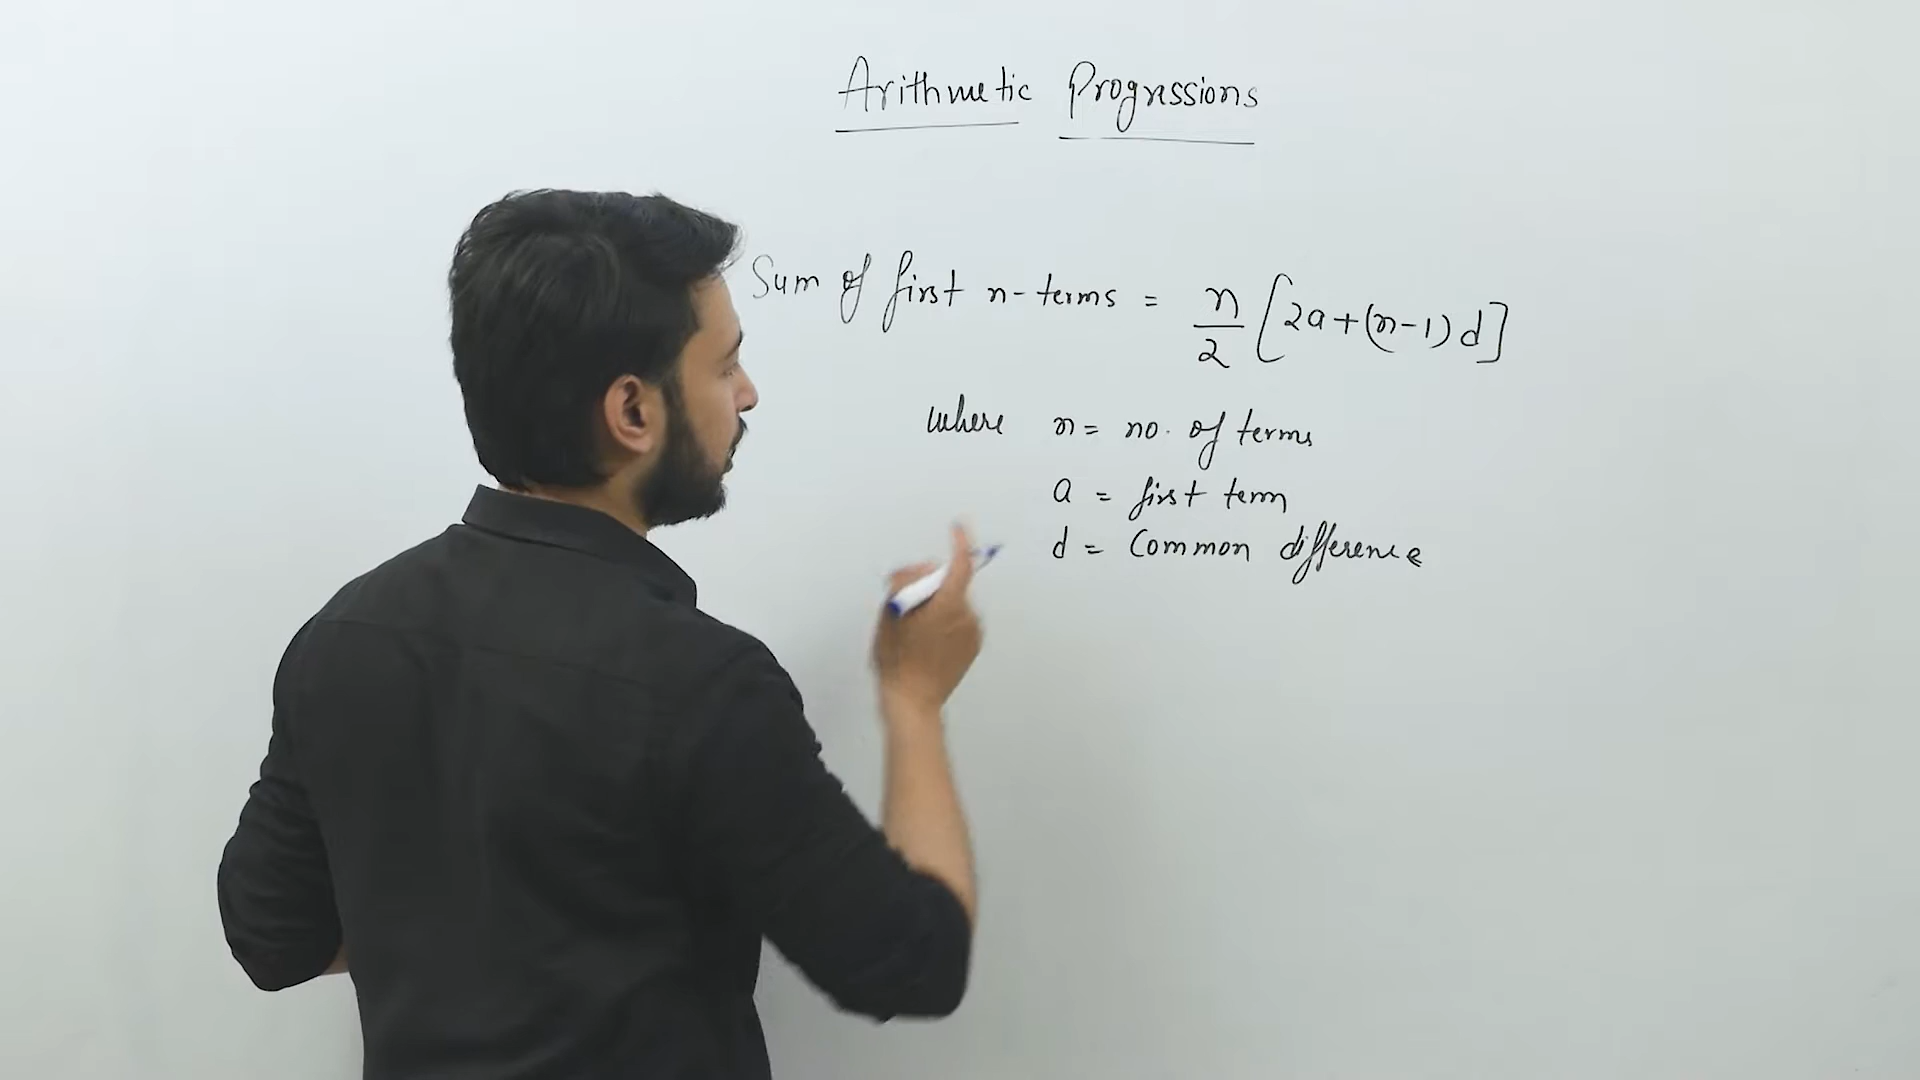 Arithmetic Progressions
Sum of first n-terms = n/2 [2a+(n-1)d]
where n = no. of terms
a = first term
d = Common difference